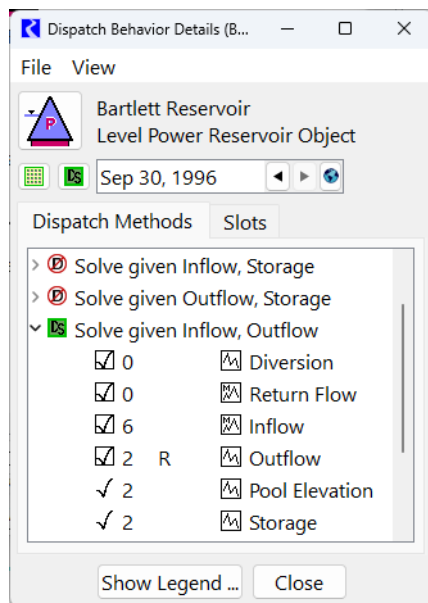 Dispatch Behavior Details (B...
File View
P
Bartlett Reservoir
Level Power Reservoir Object
DS Sep 30, 1996
Dispatch Methods Slots
D Solve given Inflow, Storage
D Solve given Outflow, Storage
DS Solve given Inflow, Outflow
0 Diversion
0 Return Flow
6 Inflow
2 R Outflow
2 Pool Elevation
2 Storage
Show Legend ... Close